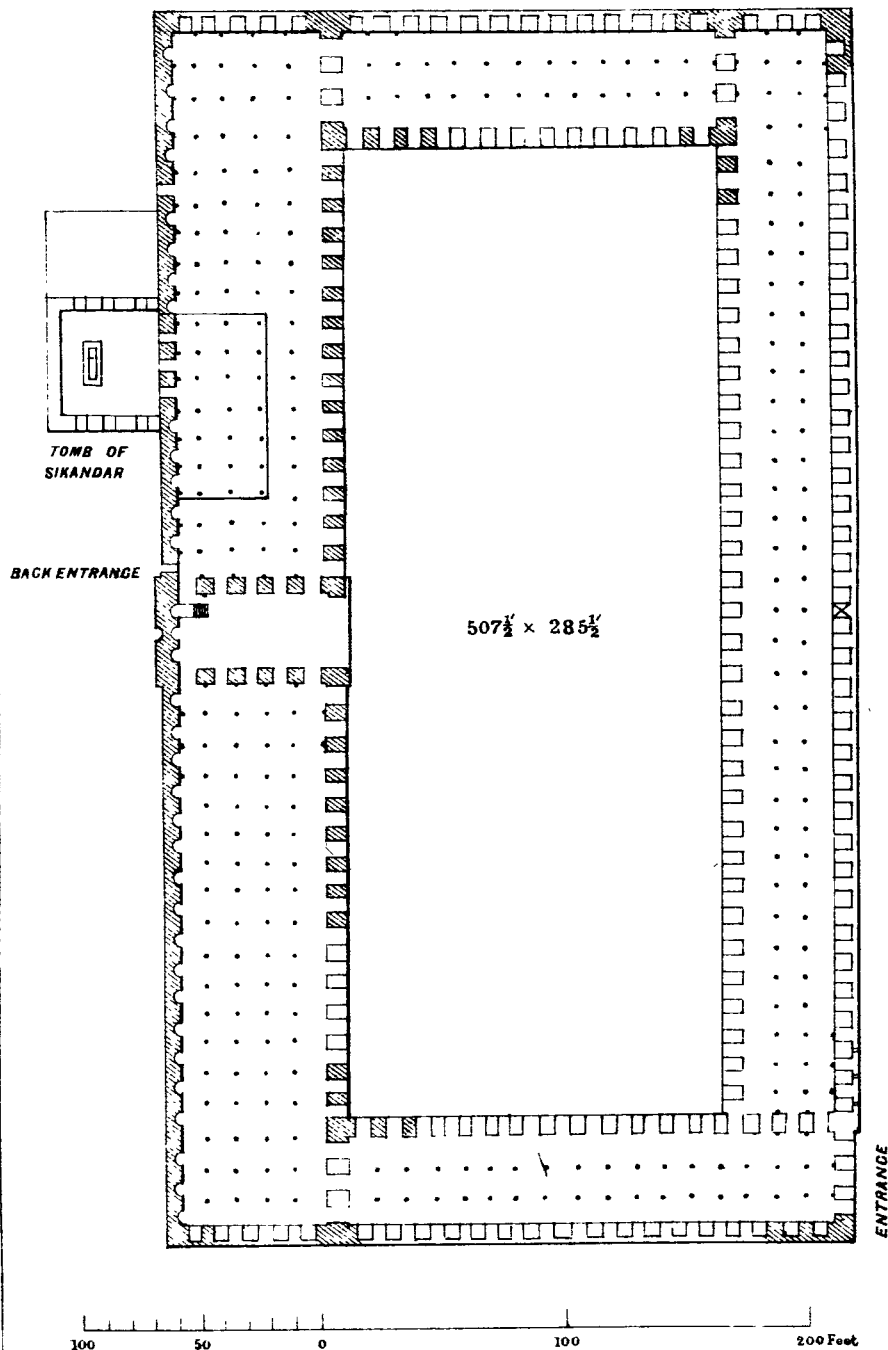 TOMB OF
SIKANDAR
BACK ENTRANCE
507½′ × 285½′
ENTRANCE
100 50 0 100 200 Feet